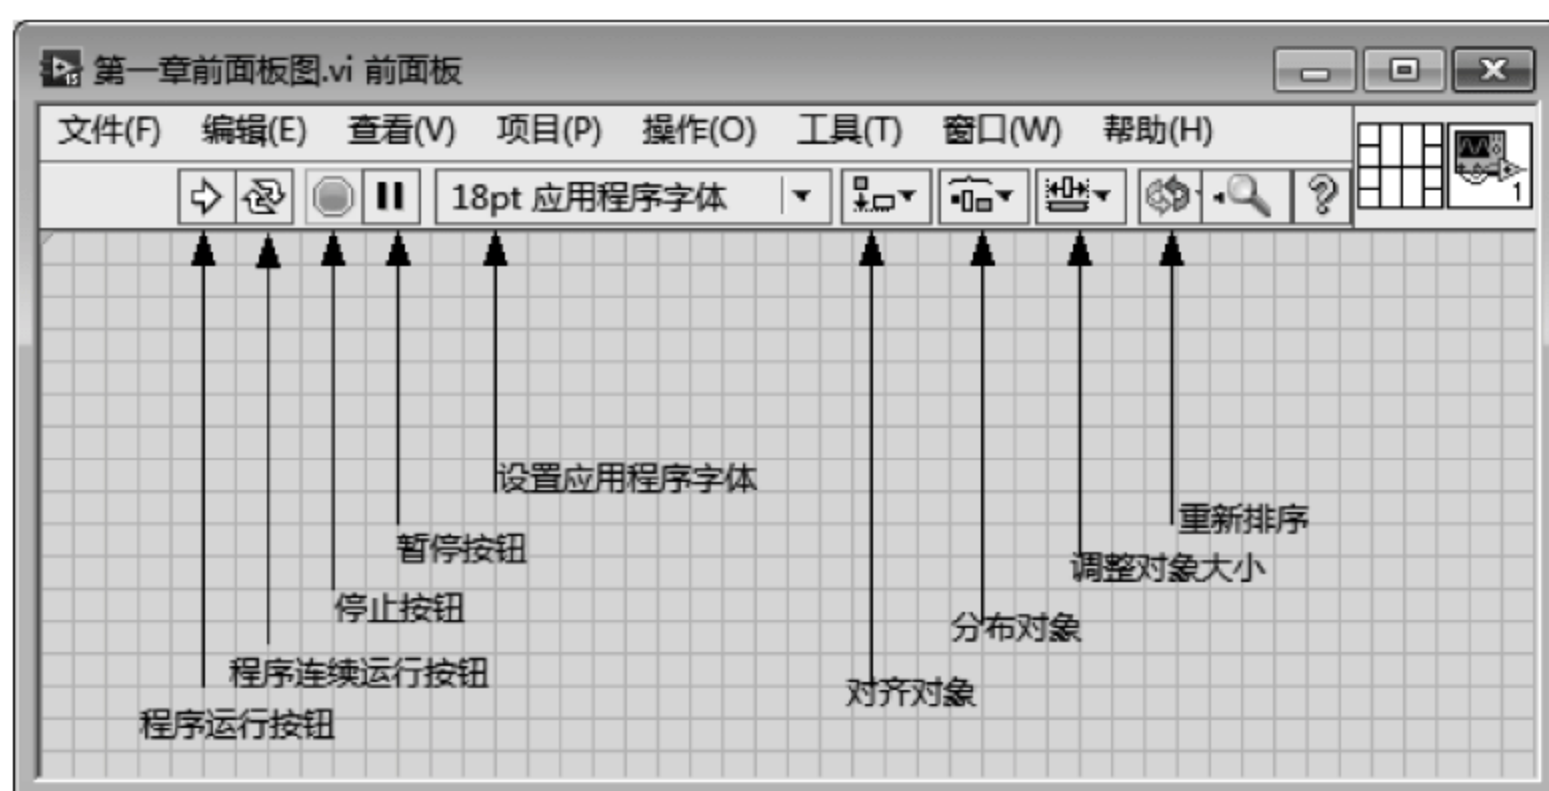 第一章前面板图.vi 前面板
文件(F) 编辑(E) 查看(V) 项目(P) 操作(O) 工具(T) 窗口(W) 帮助(H)
18pt 应用程序字体
?
15
1
设置应用程序字体
重新排序
暂停按钮
调整对象大小
停止按钮
分布对象
程序连续运行按钮
对齐对象
程序运行按钮